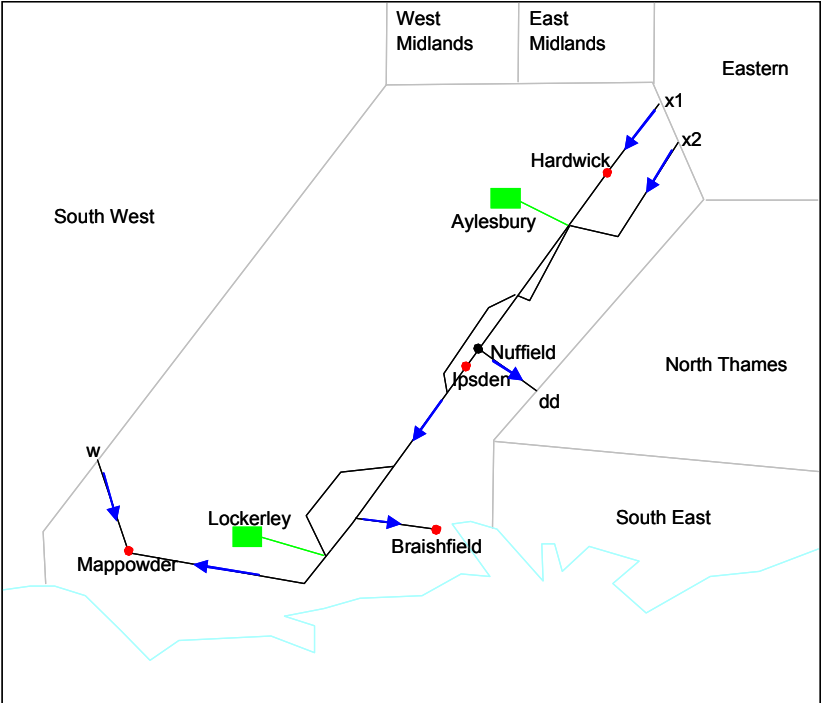 West
Midlands
East
Midlands
Eastern
x1
x2
Hardwick
South West
Aylesbury
Nuffield
Ipsden
North Thames
dd
w
Lockerley
South East
Braishfield
Mappowder